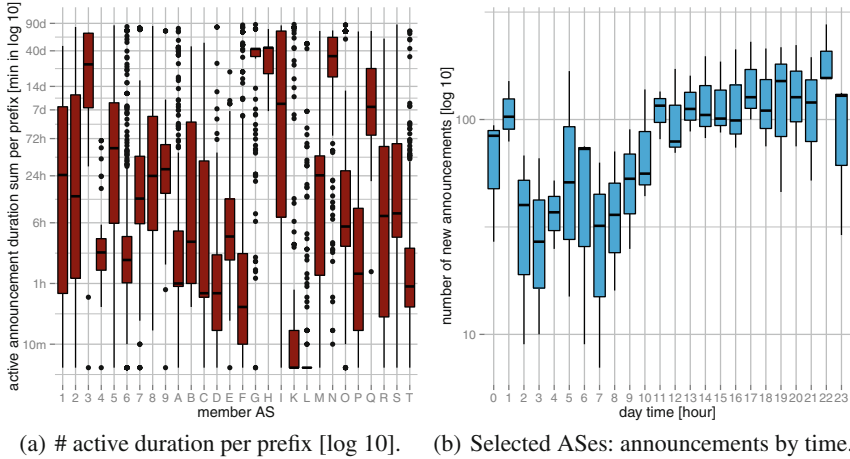 active announcement duration sum per prefix [min in log 10]
90d
40d
14d
7d
72h
24h
6h
1h
10m
1 2 3 4 5 6 7 8 9 A B C D E F G H I K L M N O P Q R S T
member AS
number of new announcements [log 10]
100
10
0 1 2 3 4 5 6 7 8 9 10 11 12 13 14 15 16 17 18 19 20 21 22 23
day time [hour]
(a) # active duration per prefix [log 10].
(b) Selected ASes: announcements by time.